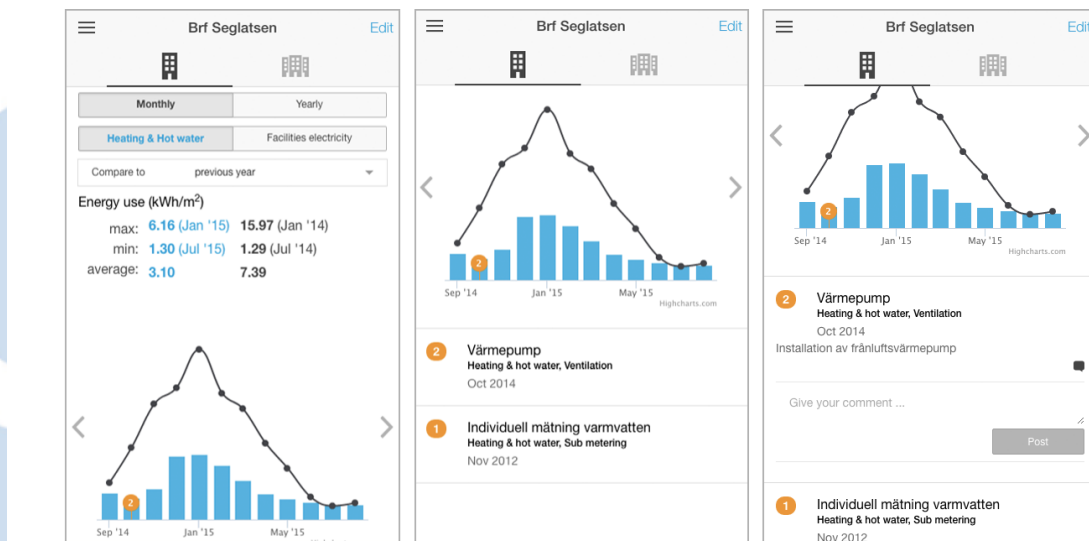 Brf Seglatsen
Edit
Monthly
Yearly
Heating & Hot water
Facilities electricity
Compare to
previous year
Energy use (kWh/m²)
max: 6.16 (Jan '15) 15.97 (Jan '14)
min: 1.30 (Jul '15) 1.29 (Jul '14)
average: 3.10 7.39
2
Sep '14
Jan '15
May '15
Brf Seglatsen
Edit
2
Sep '14
Jan '15
May '15
Highcharts.com
2
Värmepump
Heating & hot water, Ventilation
Oct 2014
1
Individuell mätning varmvatten
Heating & hot water, Sub metering
Nov 2012
Brf Seglatsen
Edit
2
Sep '14
Jan '15
May '15
Highcharts.com
2
Värmepump
Heating & hot water, Ventilation
Oct 2014
Installation av frånluftsvärmepump
Give your comment ...
Post
1
Individuell mätning varmvatten
Heating & hot water, Sub metering
Nov 2012